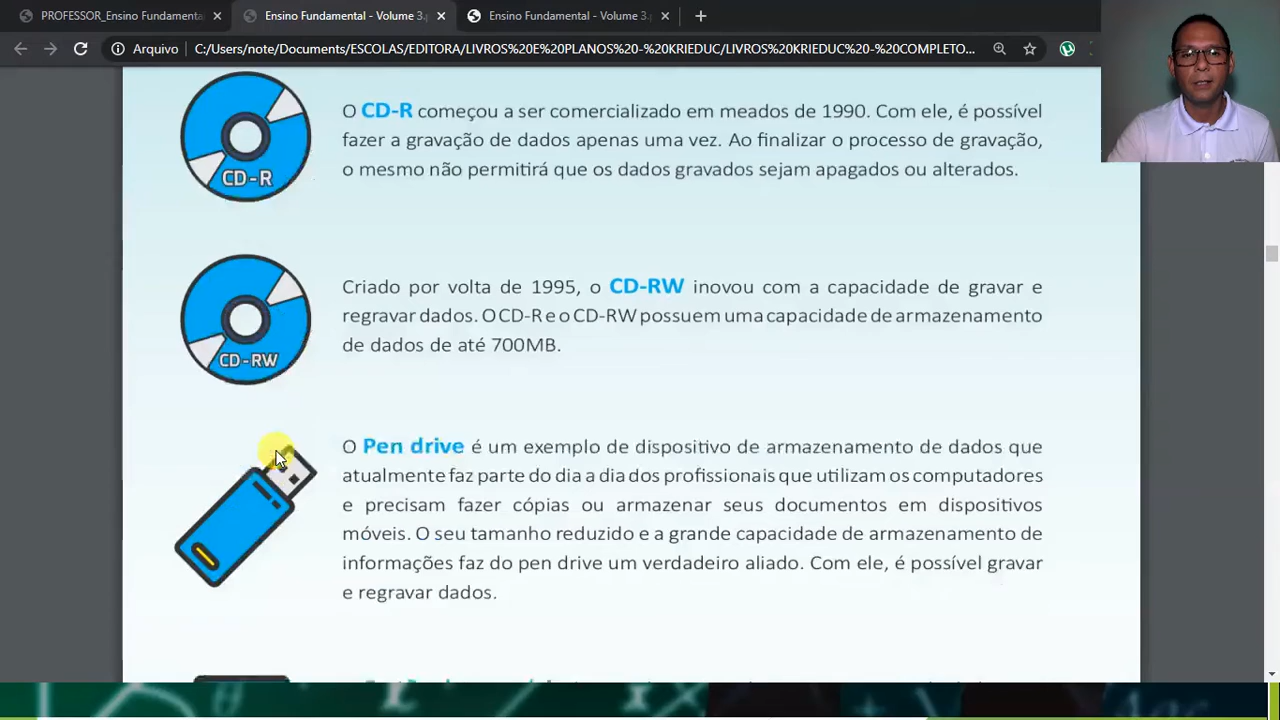 PROFESSOR_Ensino Fundamenta
Ensino Fundamental - Volume 3.
Ensino Fundamental - Volume 3.
Arquivo
C:/Users/note/Documents/ESCOLAS/EDITORA/LIVROS%20E%20PLANOS%20-%20KRIEDUC/LIVROS%20KRIEDUC%20-%20COMPLETO...
CD-R
O CD-R começou a ser comercializado em meados de 1990. Com ele, é possível
fazer a gravação de dados apenas uma vez. Ao finalizar o processo de gravação,
o mesmo não permitirá que os dados gravados sejam apagados ou alterados.
CD-RW
Criado por volta de 1995, o CD-RW inovou com a capacidade de gravar e
regravar dados. O CD-R e o CD-RW possuem uma capacidade de armazenamento
de dados de até 700MB.
O Pen drive é um exemplo de dispositivo de armazenamento de dados que
atualmente faz parte do dia a dia dos profissionais que utilizam os computadores
e precisam fazer cópias ou armazenar seus documentos em dispositivos
móveis. O seu tamanho reduzido e a grande capacidade de armazenamento de
informações faz do pen drive um verdadeiro aliado. Com ele, é possível gravar
e regravar dados.